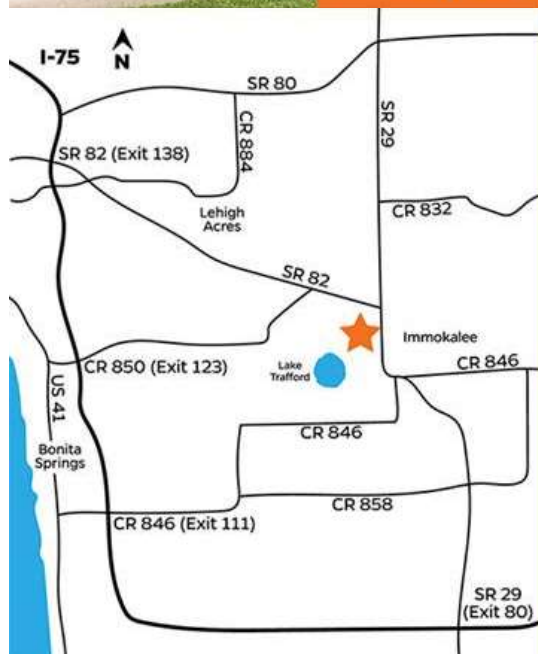 I-75
N
SR 80
CR 884
SR 29
SR 82 (Exit 138)
Lehigh
Acres
CR 832
SR 82
Immokalee
CR 846
Lake
Trafford
CR 850 (Exit 123)
US 41
CR 846
Bonita
Springs
CR 858
CR 846 (Exit 111)
SR 29
(Exit 80)